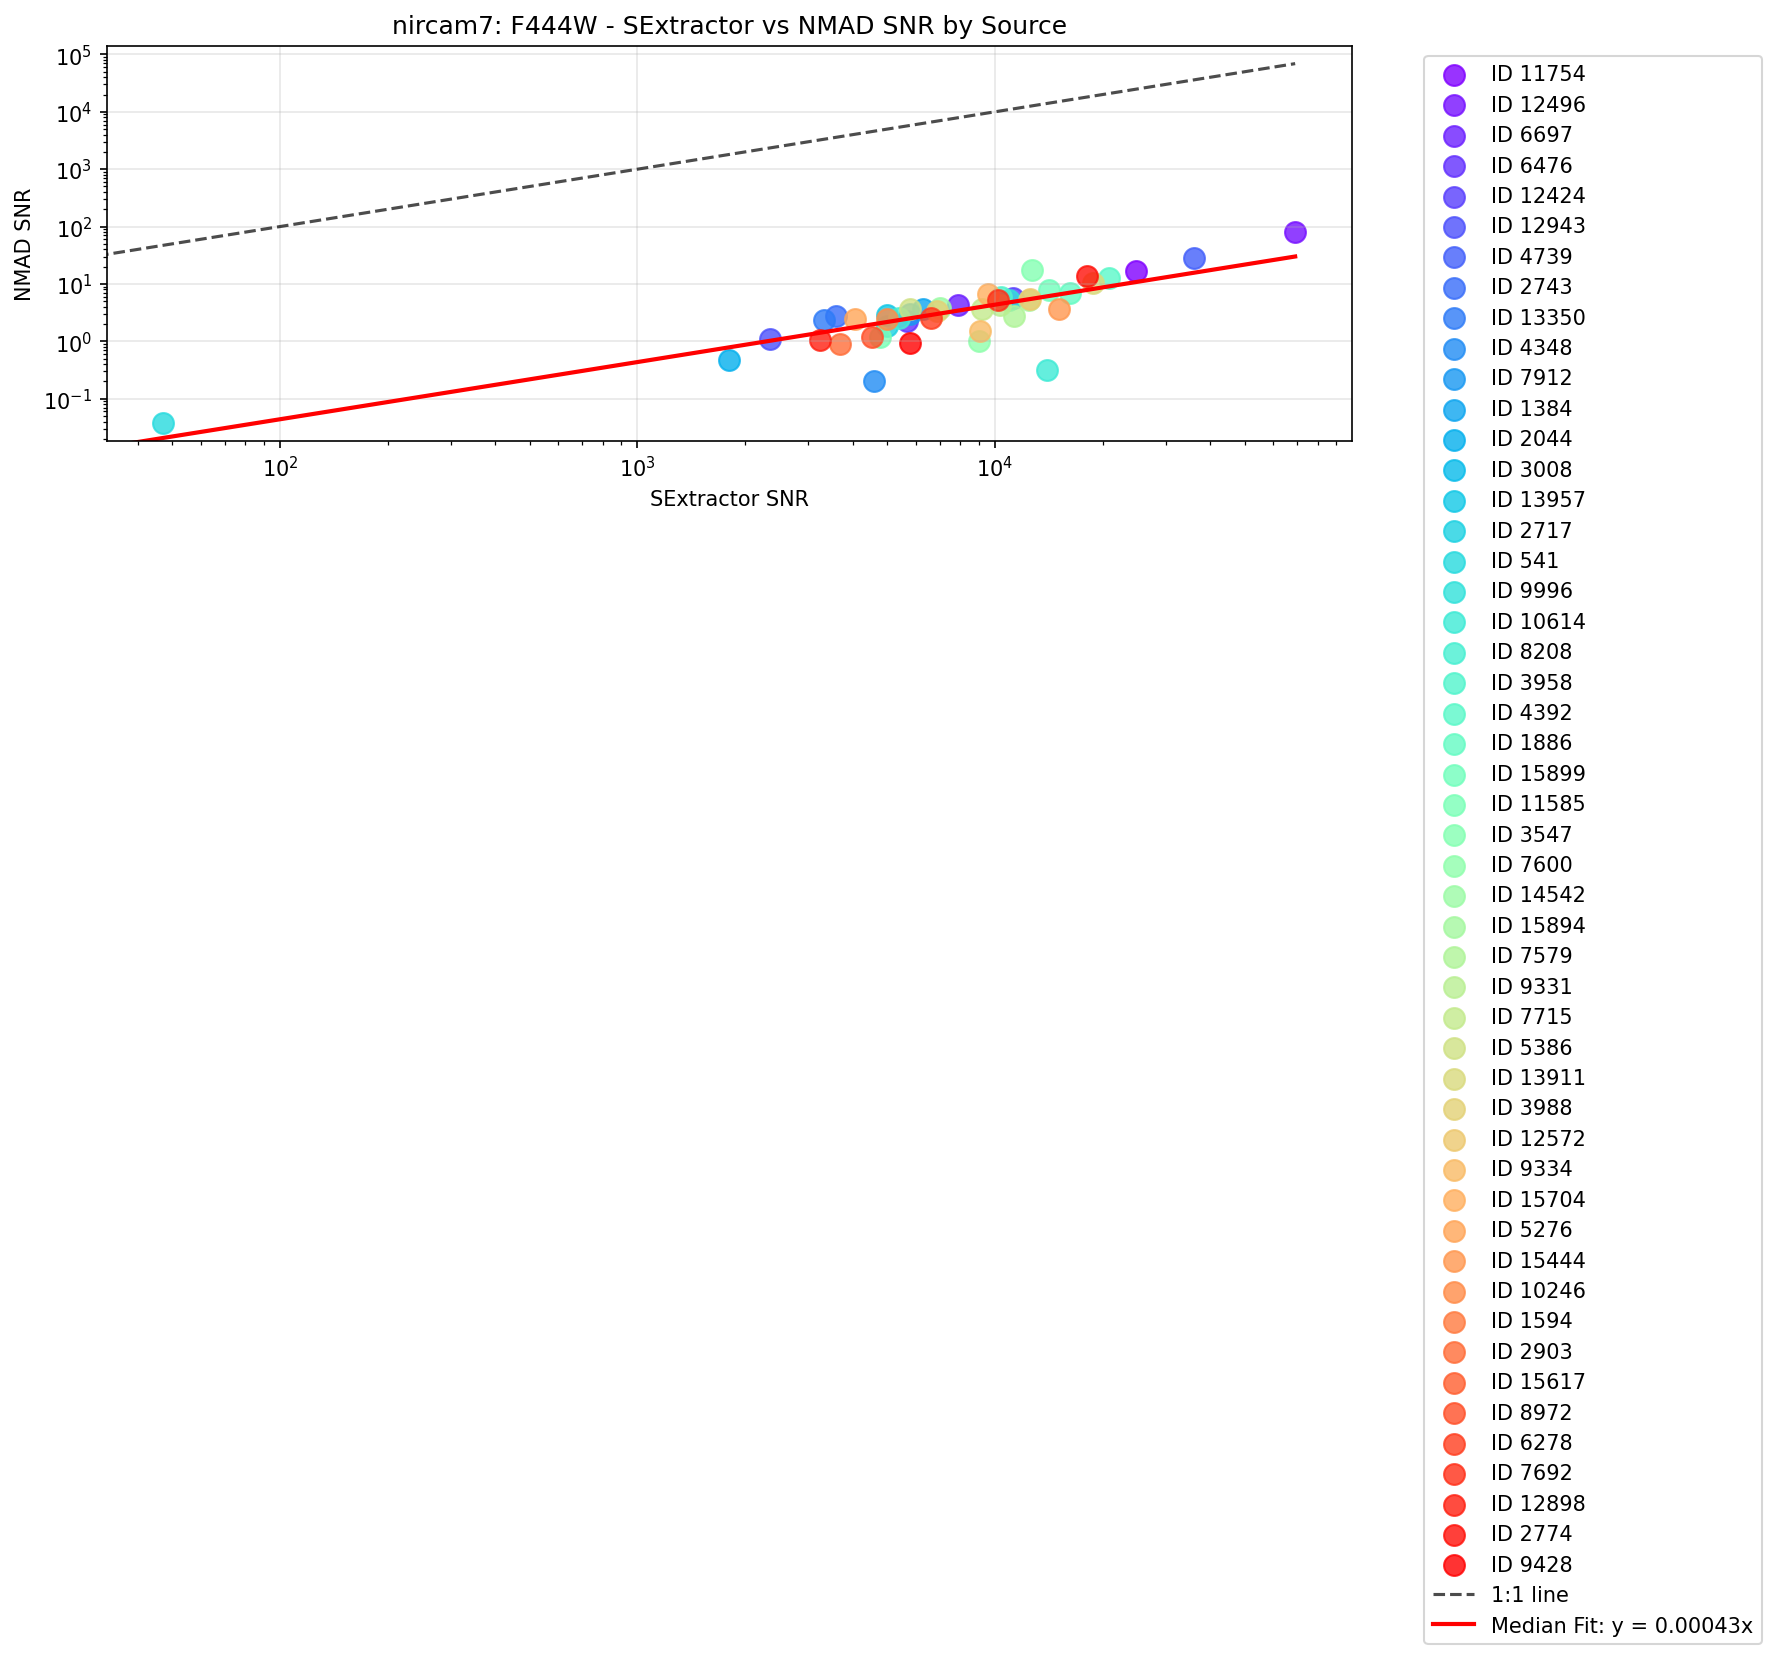 nircam7: F444W - SExtractor vs NMAD SNR by Source
NMAD SNR
10^5
10^4
10^3
10^2
10^1
10^0
10^-1
10^2
10^3
10^4
SExtractor SNR
ID 11754
ID 12496
ID 6697
ID 6476
ID 12424
ID 12943
ID 4739
ID 2743
ID 13350
ID 4348
ID 7912
ID 1384
ID 2044
ID 3008
ID 13957
ID 2717
ID 541
ID 9996
ID 10614
ID 8208
ID 3958
ID 4392
ID 1886
ID 15899
ID 11585
ID 3547
ID 7600
ID 14542
ID 15894
ID 7579
ID 9331
ID 7715
ID 5386
ID 13911
ID 3988
ID 12572
ID 9334
ID 15704
ID 5276
ID 15444
ID 10246
ID 1594
ID 2903
ID 15617
ID 8972
ID 6278
ID 7692
ID 12898
ID 2774
ID 9428
1:1 line
Median Fit: y = 0.00043x